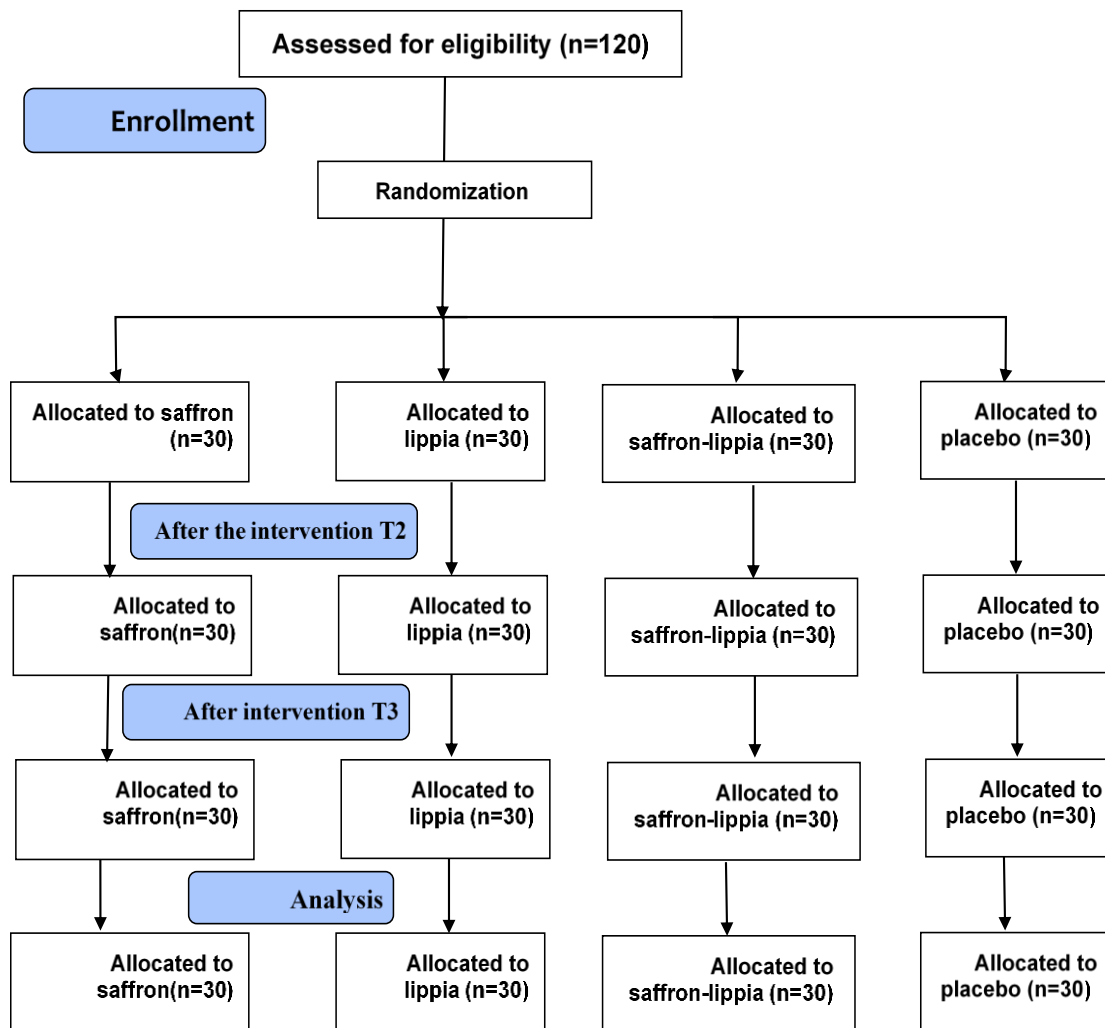 Assessed for eligibility (n=120)
Enrollment
Randomization
Allocated to saffron
(n=30)
Allocated to
lippia (n=30)
Allocated to
saffron-lippia (n=30)
Allocated to
placebo (n=30)
After the intervention T2
Allocated to
saffron(n=30)
Allocated to
lippia (n=30)
Allocated to
saffron-lippia (n=30)
Allocated to
placebo (n=30)
After intervention T3
Allocated to
saffron(n=30)
Allocated to
lippia (n=30)
Allocated to
saffron-lippia (n=30)
Allocated to
placebo (n=30)
Analysis
Allocated to
saffron(n=30)
Allocated to
lippia (n=30)
Allocated to
saffron-lippia (n=30)
Allocated to
placebo (n=30)